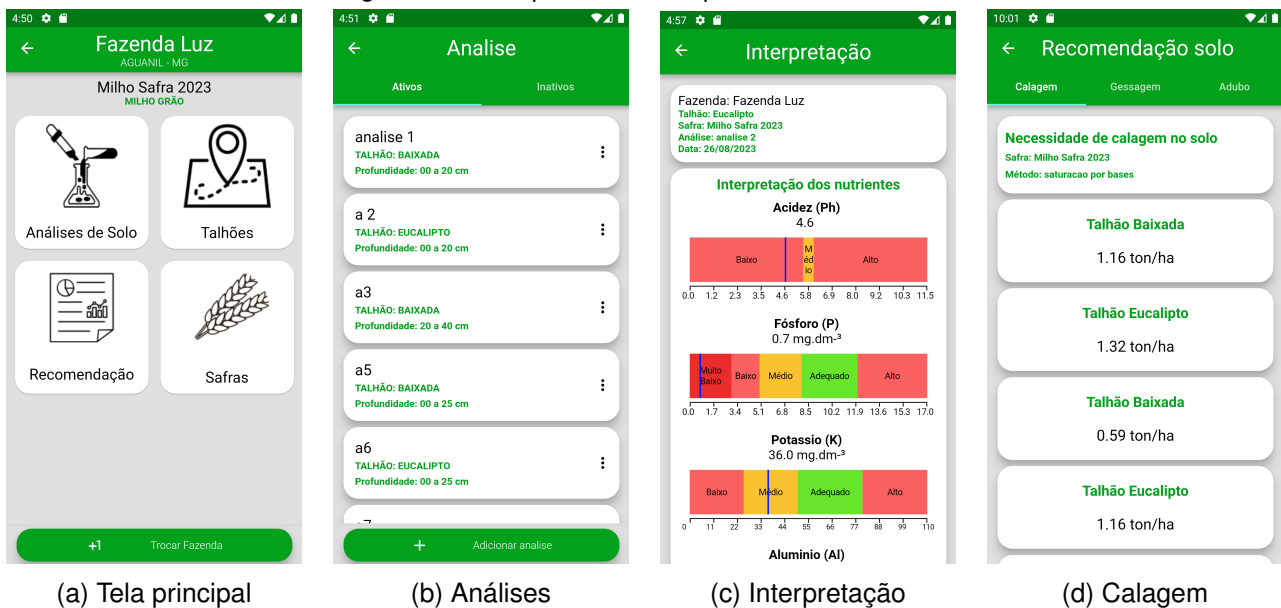 4:50
Fazenda Luz
AGUANIL - MG
Milho Safra 2023
MILHO GRÃO
Análises de Solo
Talhões
Recomendação
Safras
+1 Trocar Fazenda
(a) Tela principal
4:51
Analise
Ativos Inativos
analise 1
TALHÃO: BAIXADA
Profundidade: 00 a 20 cm
a 2
TALHÃO: EUCALIPTO
Profundidade: 00 a 20 cm
a3
TALHÃO: BAIXADA
Profundidade: 20 a 40 cm
a5
TALHÃO: BAIXADA
Profundidade: 00 a 25 cm
a6
TALHÃO: EUCALIPTO
Profundidade: 00 a 25 cm
+ Adicionar analise
(b) Análises
4:57
Interpretação
Fazenda: Fazenda Luz
Talhão: Eucalipto
Safra: Milho Safra 2023
Análise: analise 2
Data: 26/08/2023
Interpretação dos nutrientes
Acidez (Ph)
4.6
Baixo Médio Alto
0.0 1.2 2.3 3.5 4.6 5.8 6.9 8.0 9.2 10.3 11.5
Fósforo (P)
0.7 mg.dm-³
Muito Baixo Baixo Médio Adequado Alto
0.0 1.7 3.4 5.1 6.8 8.5 10.2 11.9 13.6 15.3 17.0
Potassio (K)
36.0 mg.dm-³
Baixo Médio Adequado Alto
0 11 22 33 44 55 66 77 88 99 110
Aluminio (Al)
(c) Interpretação
10:01
Recomendação solo
Calagem Gessagem Adubo
Necessidade de calagem no solo
Safra: Milho Safra 2023
Método: saturacao por bases
Talhão Baixada
1.16 ton/ha
Talhão Eucalipto
1.32 ton/ha
Talhão Baixada
0.59 ton/ha
Talhão Eucalipto
1.16 ton/ha
(d) Calagem